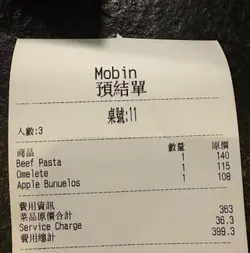 Mobin
預結單
桌號:11
人數:3
商品 數量 原價
Beef Pasta 1 140
Omelete 1 115
Apple Bunuelos 1 108
費用資訊
菜品原價合計 363
Service Charge 36.3
費用總計 399.3